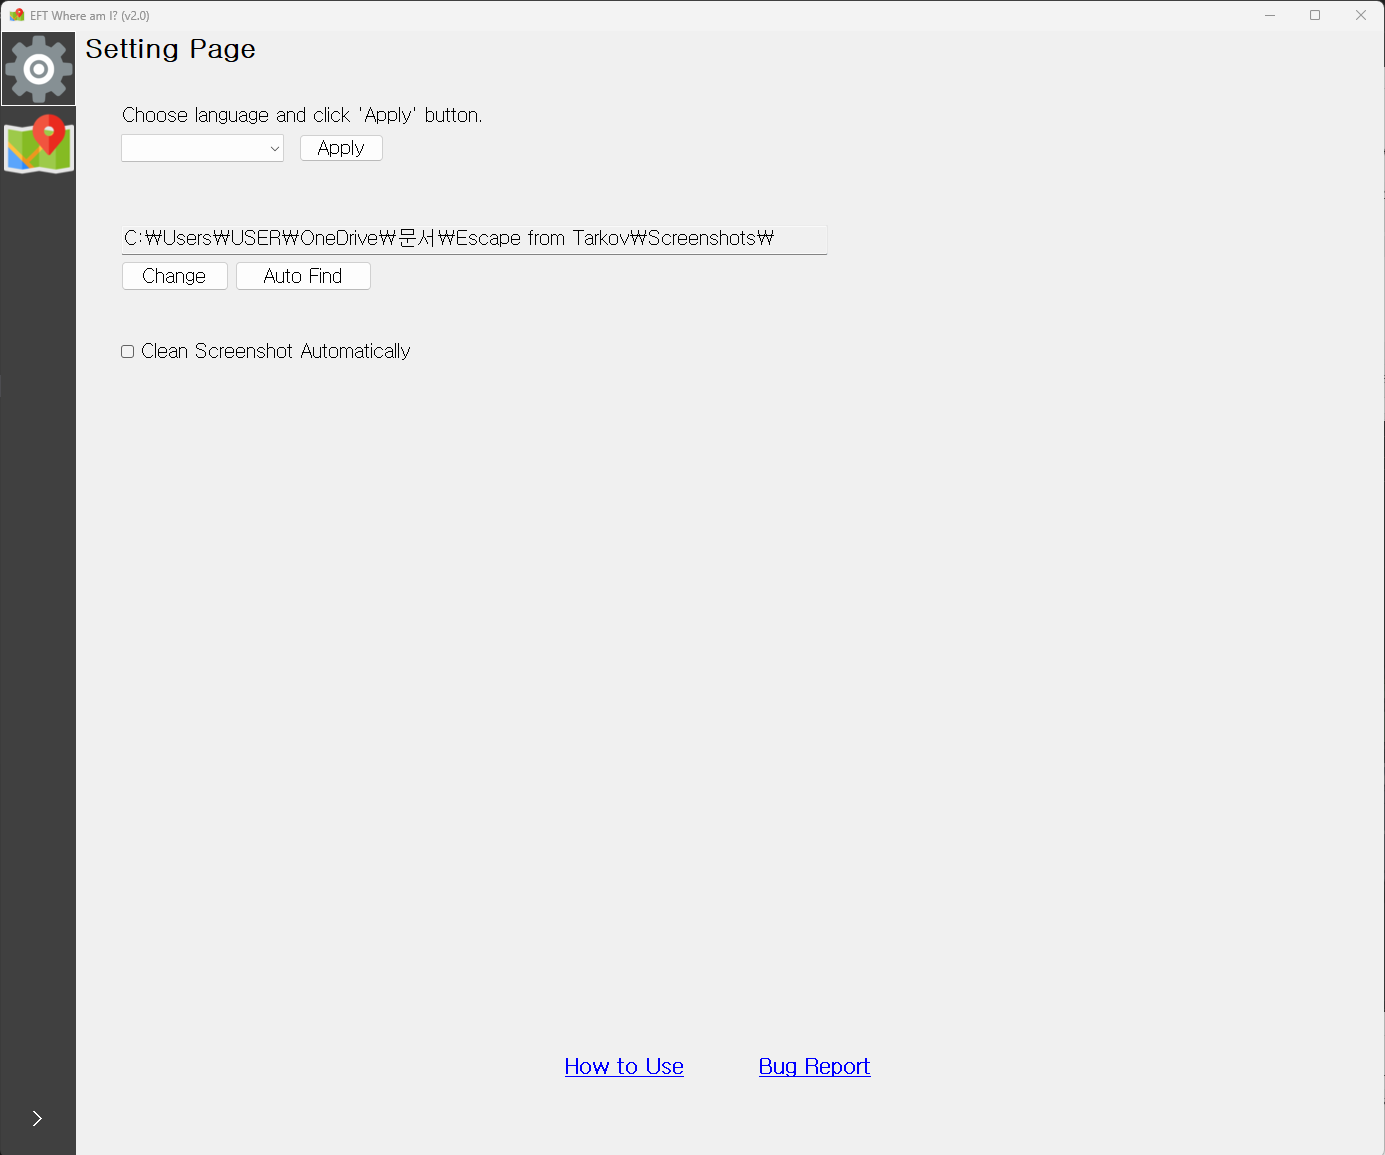 EFT Where am I? (v2.0)
Setting Page
Choose language and click 'Apply' button.
Apply
C:₩Users₩USER₩OneDrive₩문서₩Escape from Tarkov₩Screenshots₩
Change Auto Find
Clean Screenshot Automatically
How to Use Bug Report